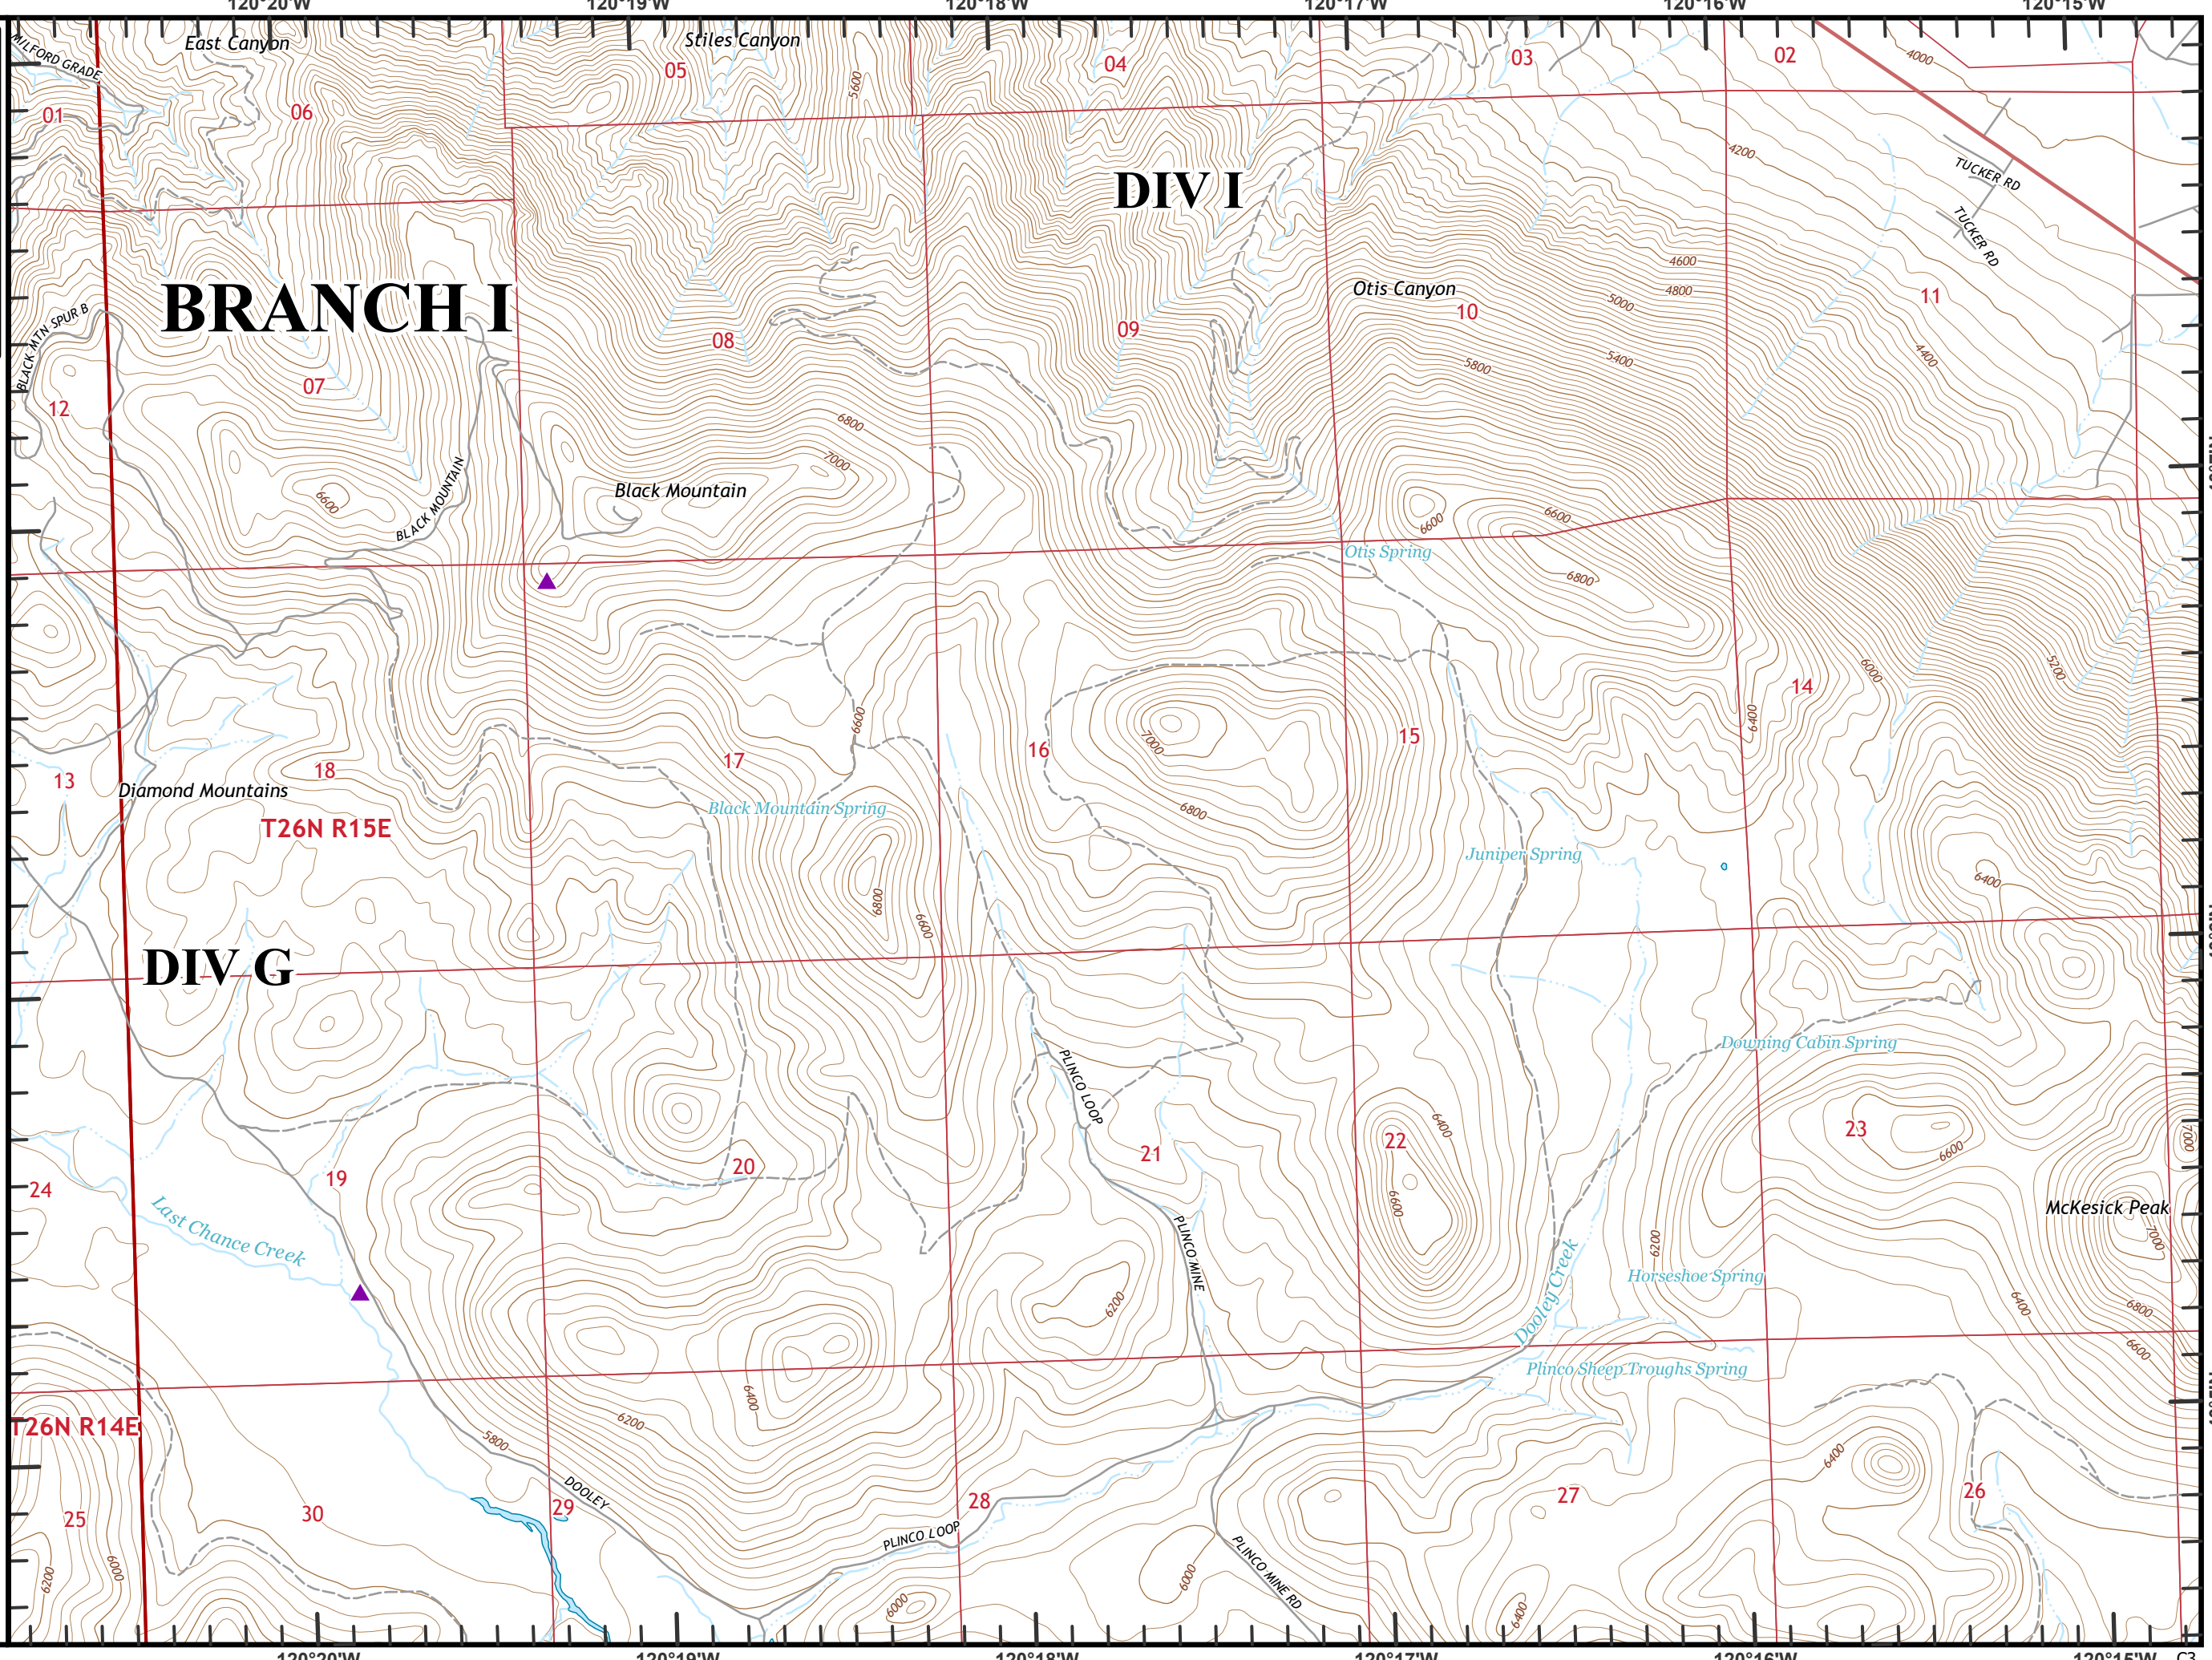 120°20'W
120°19'W
120°18'W
120°17'W
120°16'W
120°15'W
MILFORD GRADE
East Canyon
Stiles Canyon
01
06
05
5600
04
03
02
4000
DIV I
4200
TUCKER RD
TUCKER RD
BRANCH I
4600
4800
5000
Otis Canyon
10
11
BLACK MTN SPUR B
08
09
5400
5800
4400
12
07
6800
7000
6600
BLACK MOUNTAIN
Black Mountain
6600
6600
Otis Spring
6800
6000
5200
14
6400
6600
7000
15
16
17
18
13
Diamond Mountains
T26N R15E
Black Mountain Spring
6800
Juniper Spring
6400
6800
6600
DIV G
Downing Cabin Spring
PLINCO LOOP
6400
22
23
6600
7000
21
20
19
24
Last Chance Creek
6600
McKesick Peak
7000
6200
PLINCO MINE
Dooley Creek
Horseshoe Spring
6200
6400
6800
6600
Plinco Sheep Troughs Spring
6400
6200
T26N R14E
5800
6400
DOOLEY
29
28
27
26
25
30
PLINCO LOOP
PLINCO MINE RD
6200
6000
6000
6000
6400
120°20'W
120°19'W
120°18'W
120°17'W
120°16'W
120°15'W
C3